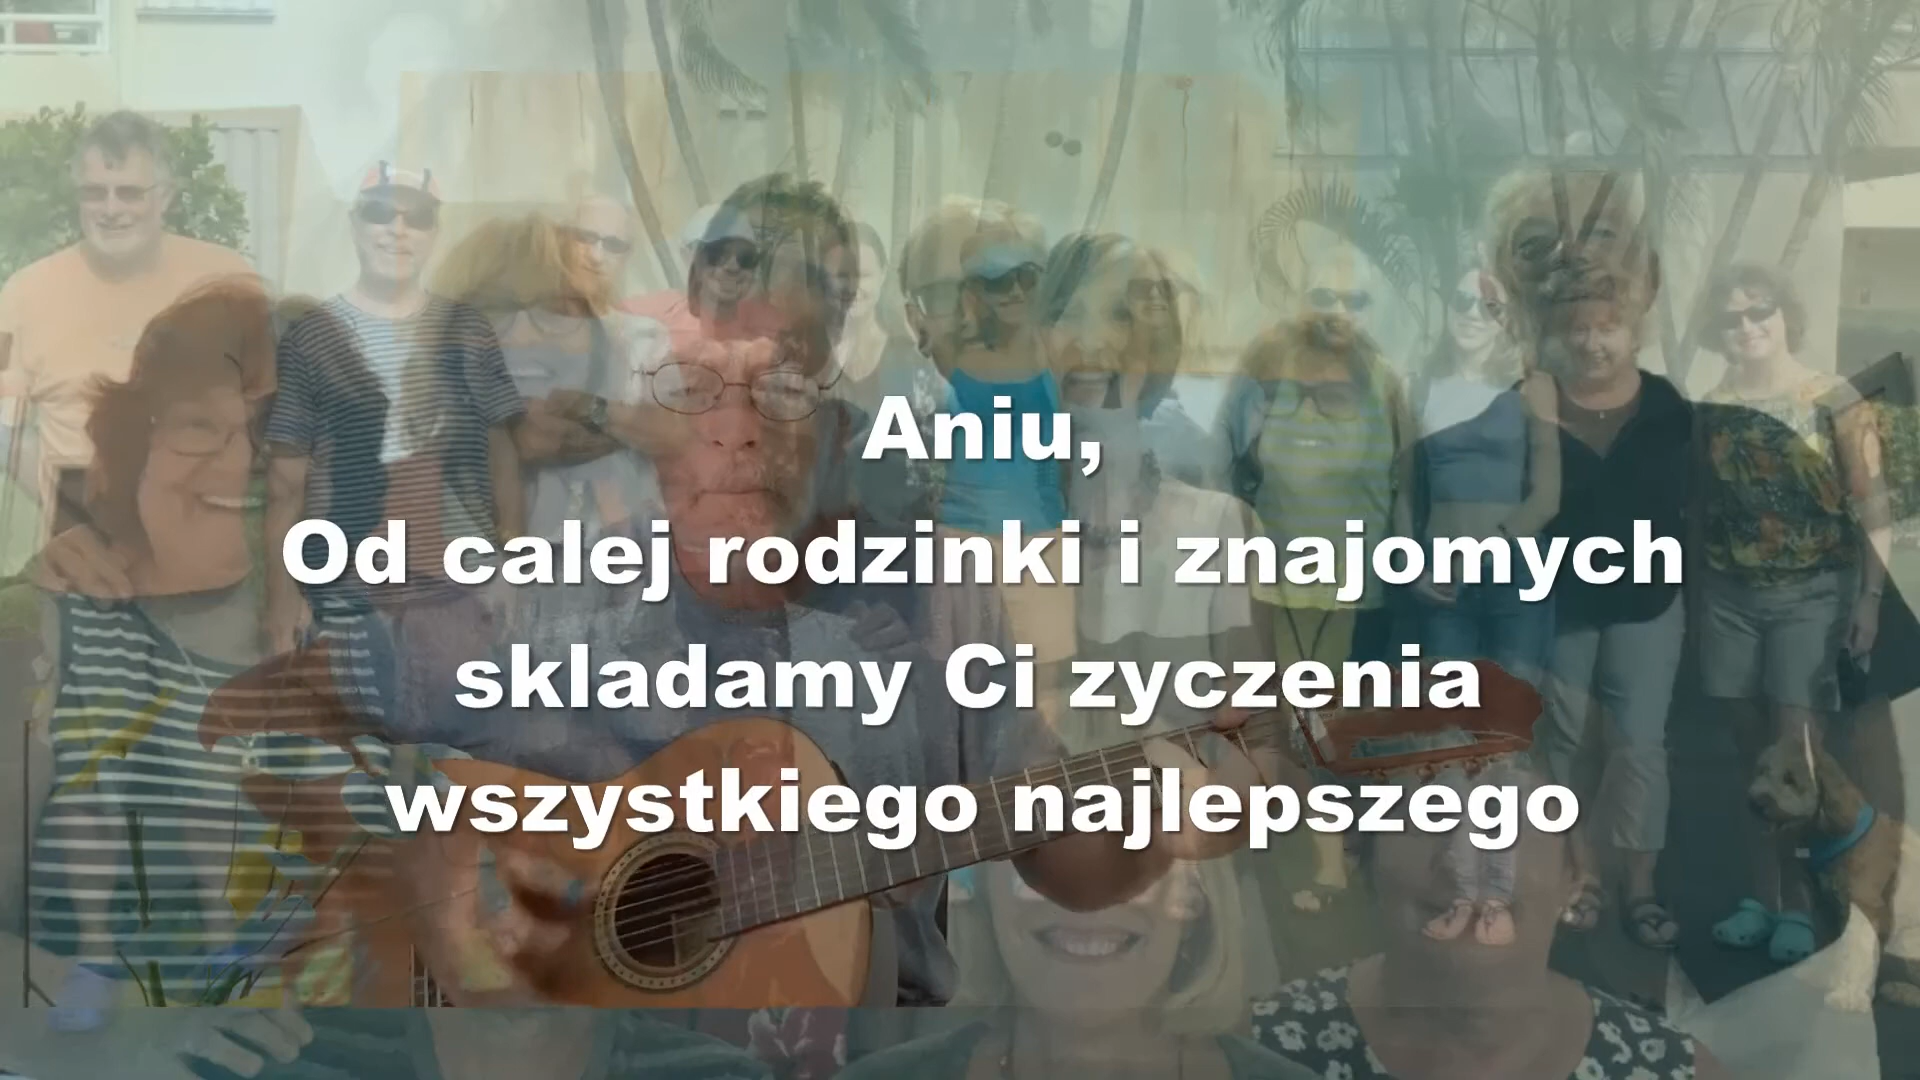 Aniu,
Od calej rodzinki i znajomych
skladamy Ci zyczenia
wszystkiego najlepszego